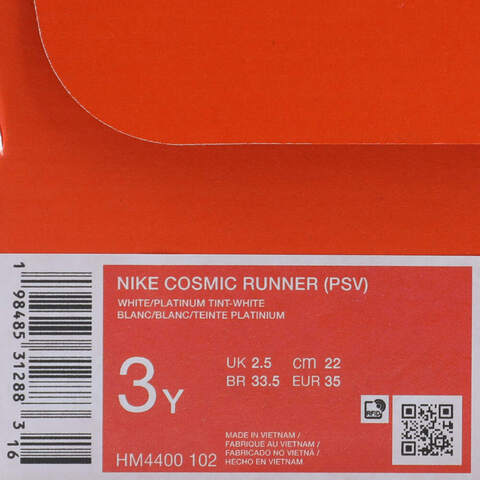 NIKE COSMIC RUNNER (PSV)
WHITE/PLATINUM TINT-WHITE
BLANC/BLANC/TEINTE PLATINIUM
3Y
UK 2.5 cm 22
BR 33.5 EUR 35
RFID
HM4400 102
MADE IN VIETNAM /
FABRIQUE AU VIETNAM /
FABRICADO NO VIETNÃ /
HECHO EN VIETNAM
1 98485 31288 3 16